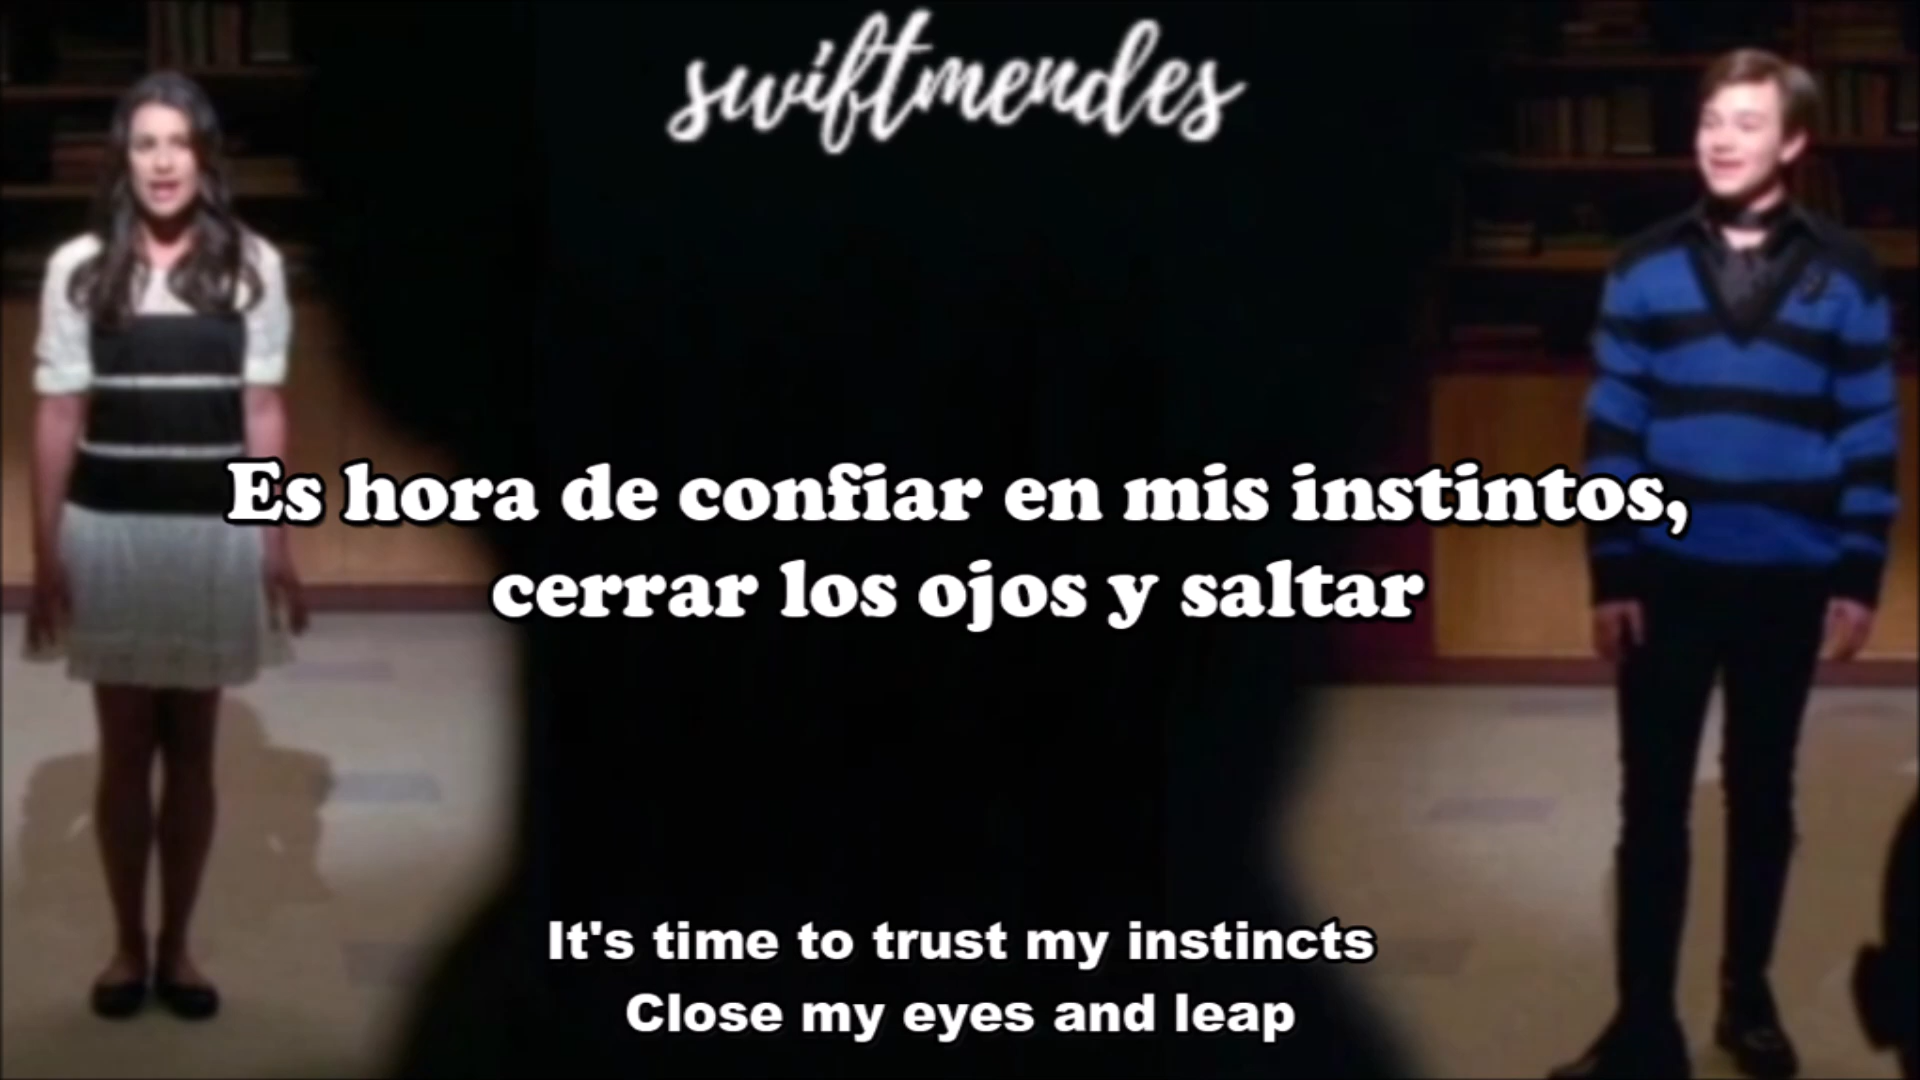 swiftmendes
Es hora de confiar en mis instintos,
cerrar los ojos y saltar
It's time to trust my instincts
Close my eyes and leap